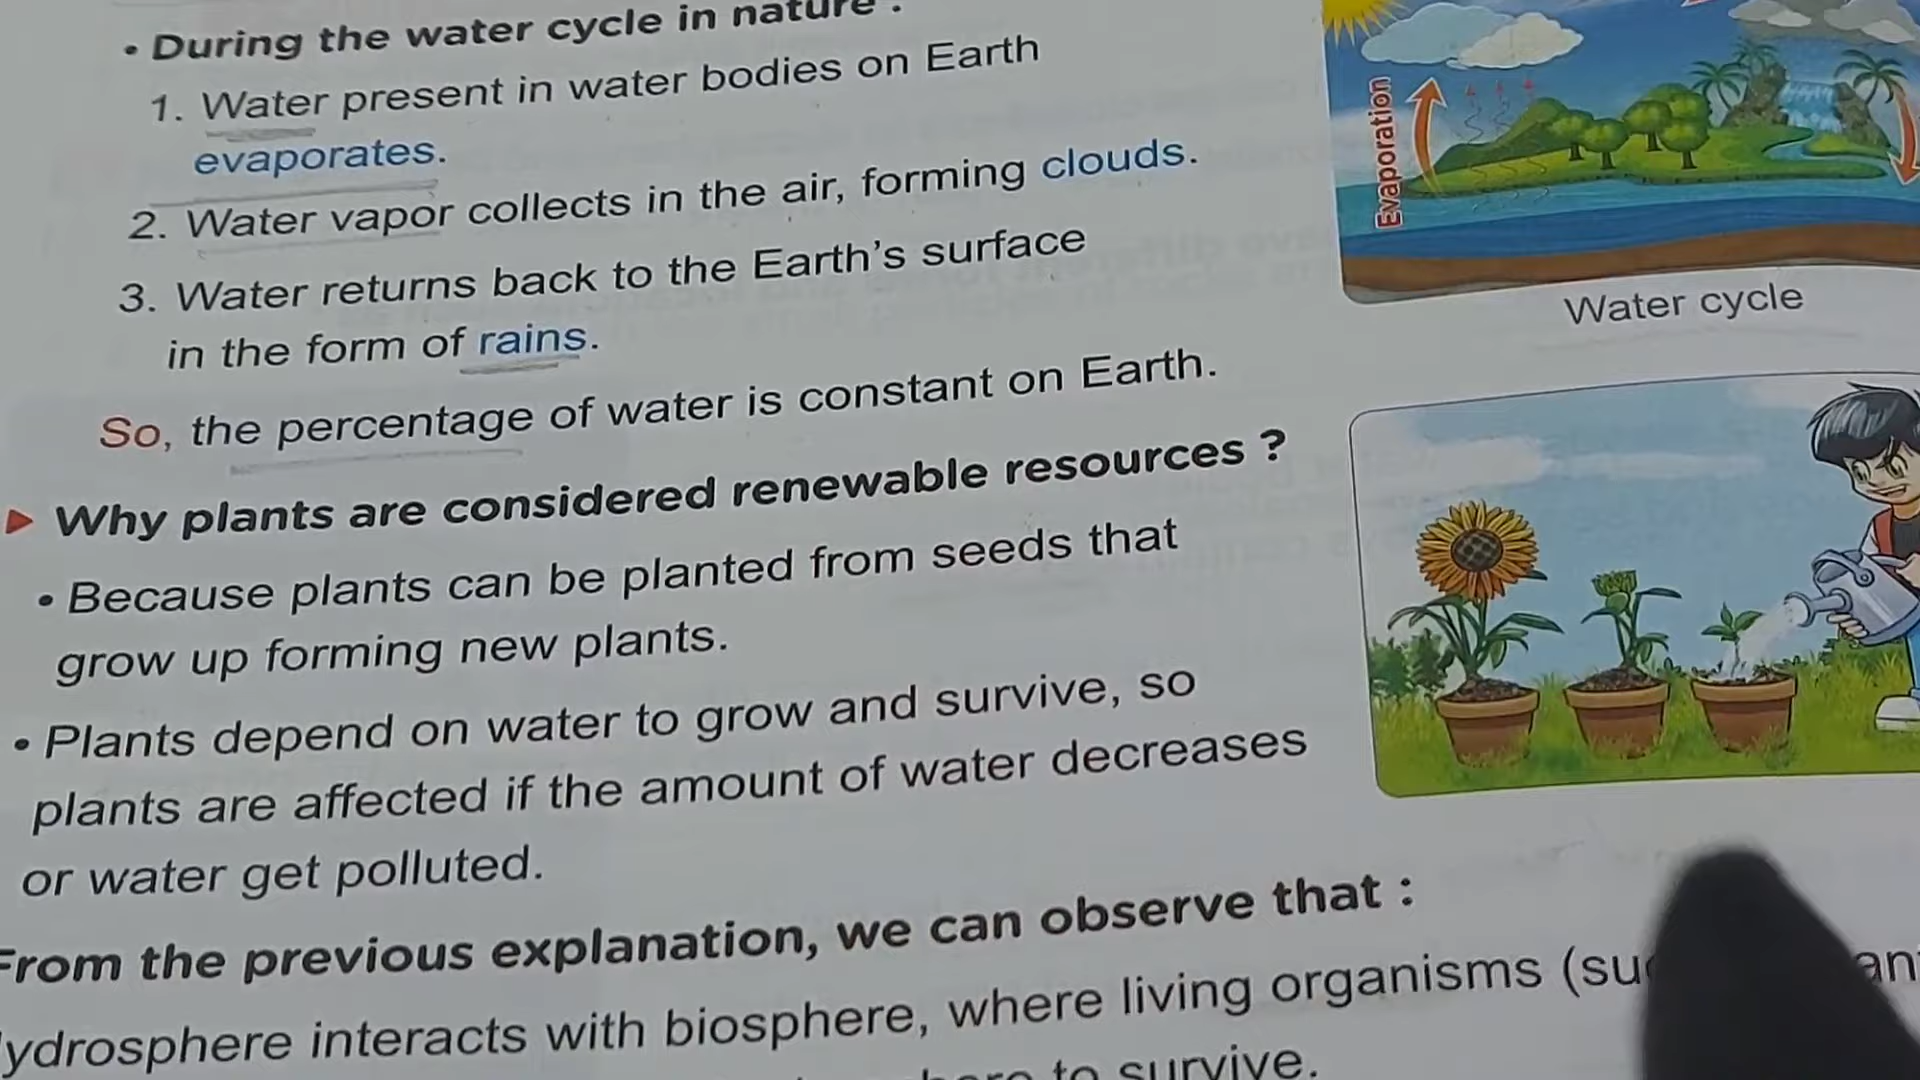 • During the water cycle in nature :
1. Water present in water bodies on Earth
evaporates.
2. Water vapor collects in the air, forming clouds.
3. Water returns back to the Earth's surface
in the form of rains.
So, the percentage of water is constant on Earth.
Evaporation
Water cycle
Why plants are considered renewable resources ?
• Because plants can be planted from seeds that
grow up forming new plants.
• Plants depend on water to grow and survive, so
plants are affected if the amount of water decreases
or water get polluted.
From the previous explanation, we can observe that :
ydrosphere interacts with biosphere, where living organisms
to survive.